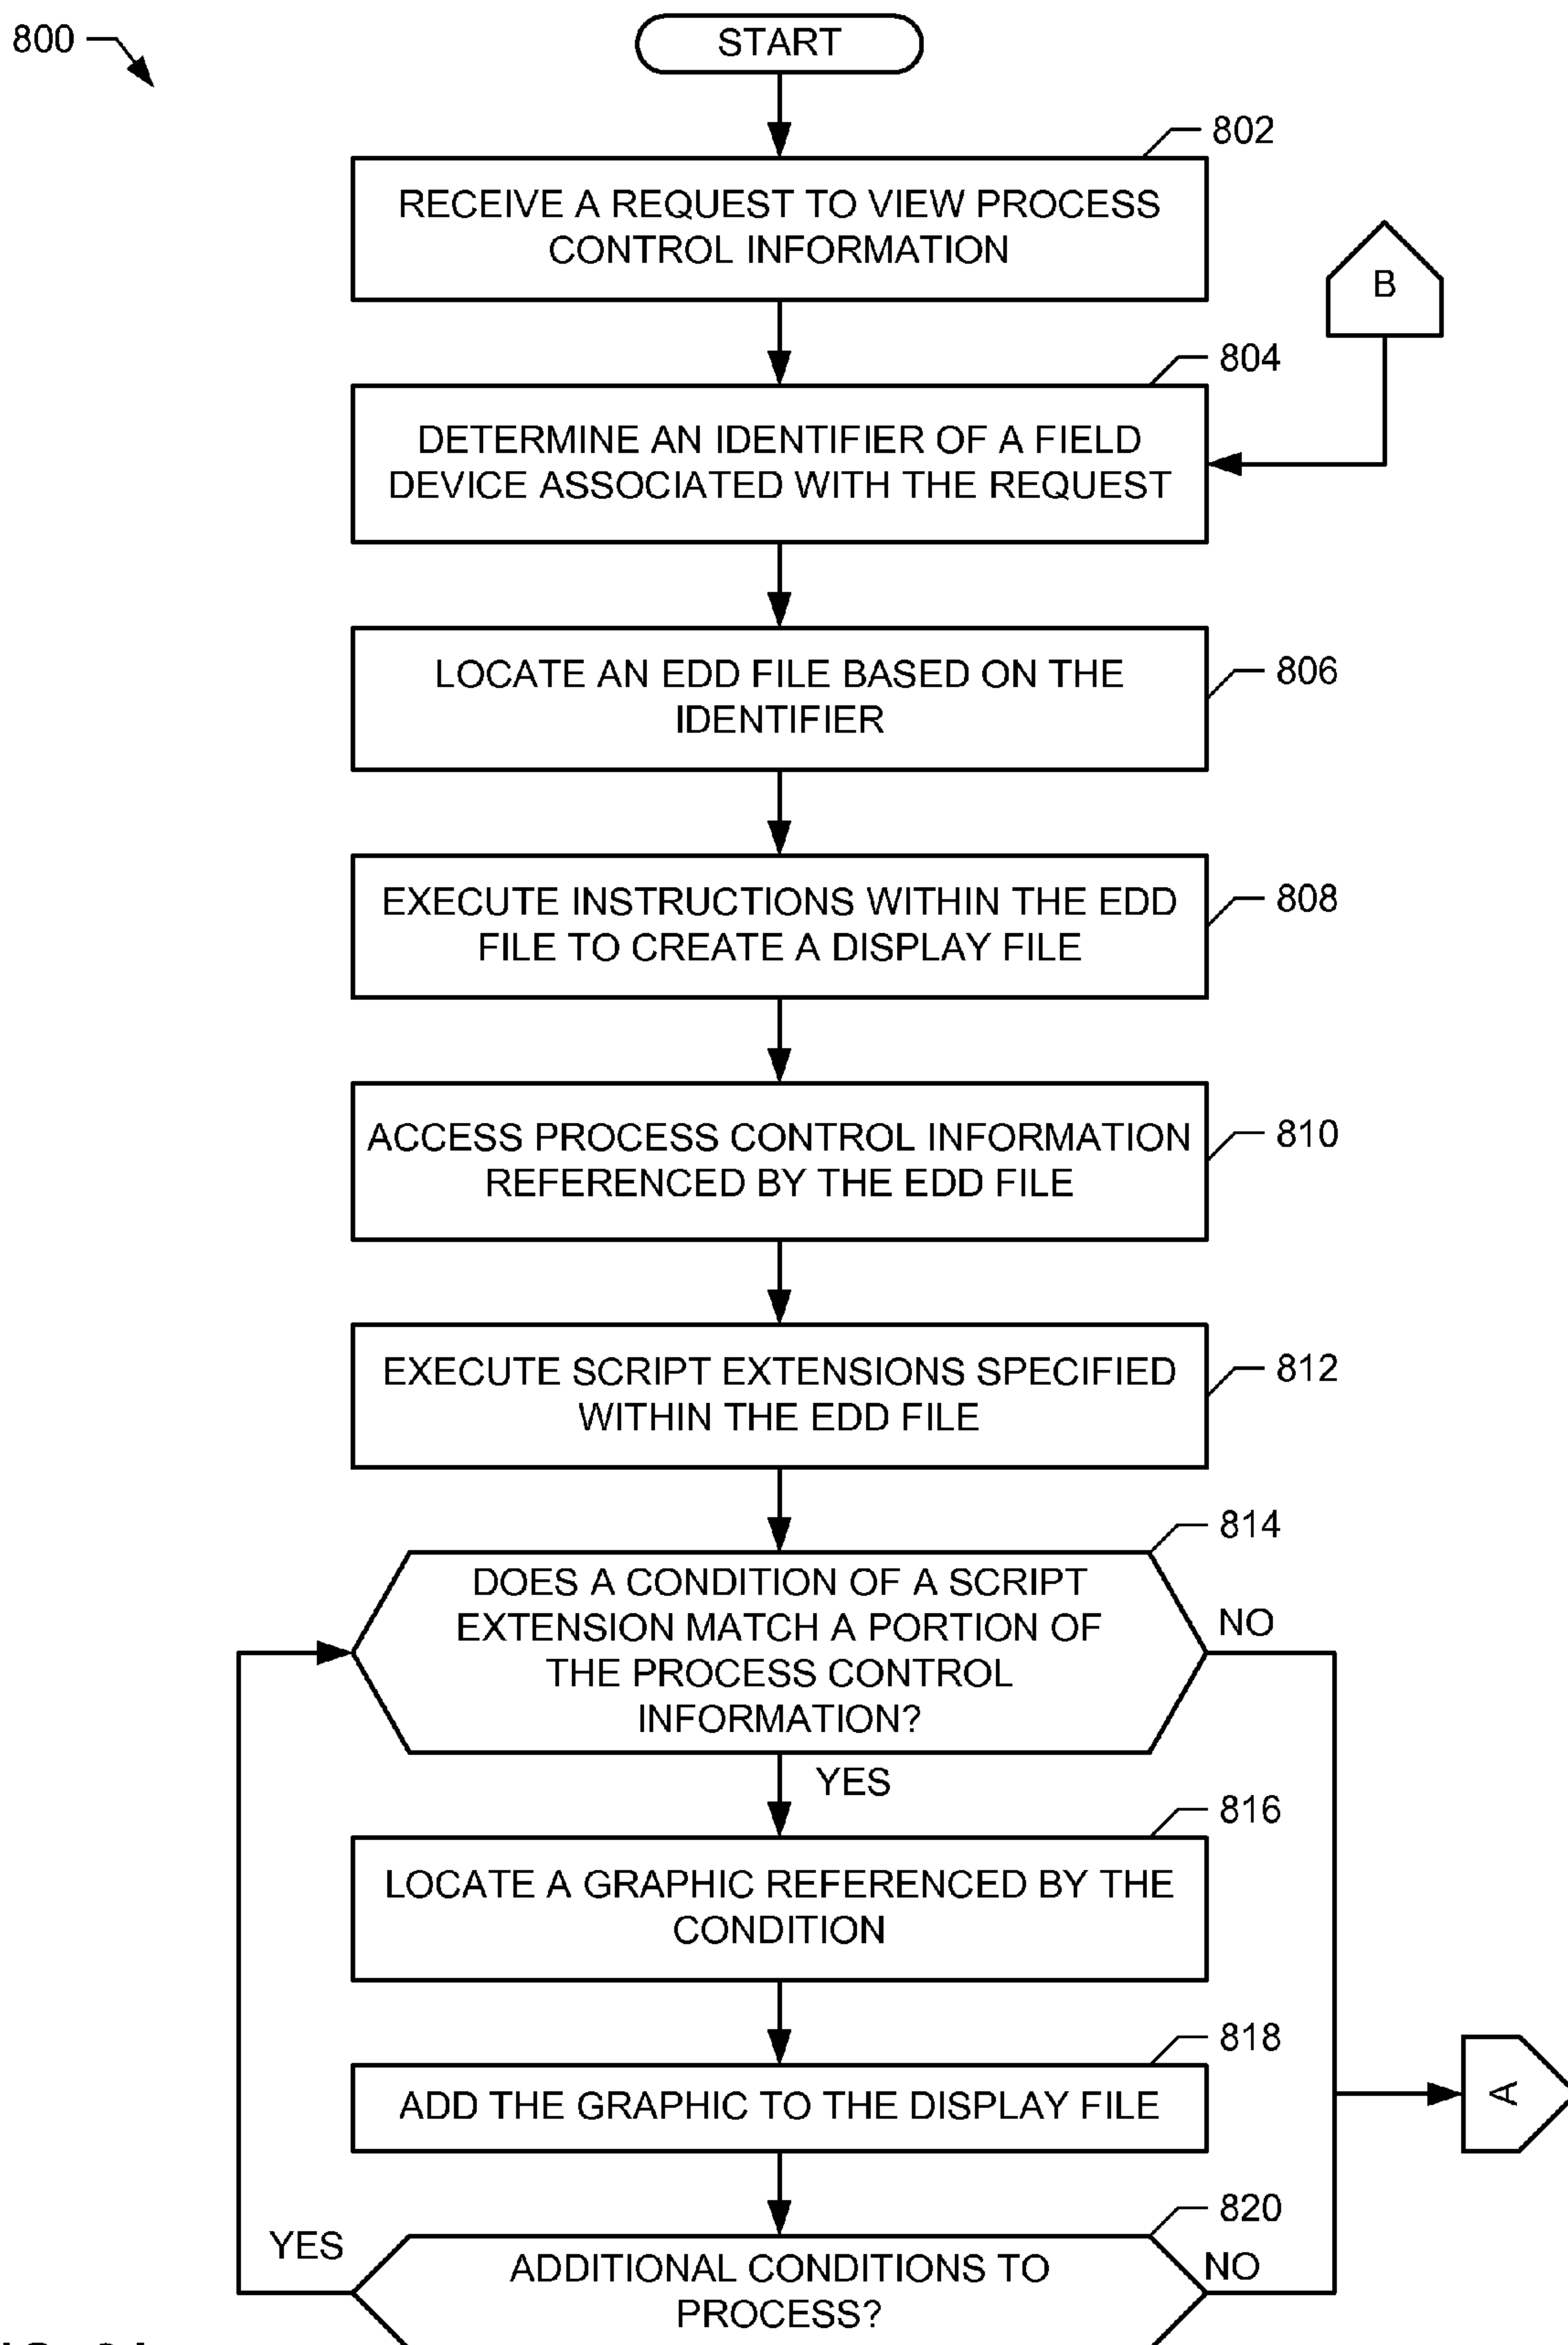 800
START
802
RECEIVE A REQUEST TO VIEW PROCESS
CONTROL INFORMATION
B
804
DETERMINE AN IDENTIFIER OF A FIELD
DEVICE ASSOCIATED WITH THE REQUEST
LOCATE AN EDD FILE BASED ON THE
IDENTIFIER
806
EXECUTE INSTRUCTIONS WITHIN THE EDD
FILE TO CREATE A DISPLAY FILE
808
ACCESS PROCESS CONTROL INFORMATION
REFERENCED BY THE EDD FILE
810
EXECUTE SCRIPT EXTENSIONS SPECIFIED
WITHIN THE EDD FILE
812
814
DOES A CONDITION OF A SCRIPT
EXTENSION MATCH A PORTION OF
THE PROCESS CONTROL
INFORMATION?
NO
YES
816
LOCATE A GRAPHIC REFERENCED BY THE
CONDITION
818
ADD THE GRAPHIC TO THE DISPLAY FILE
A
820
YES
ADDITIONAL CONDITIONS TO
PROCESS?
NO